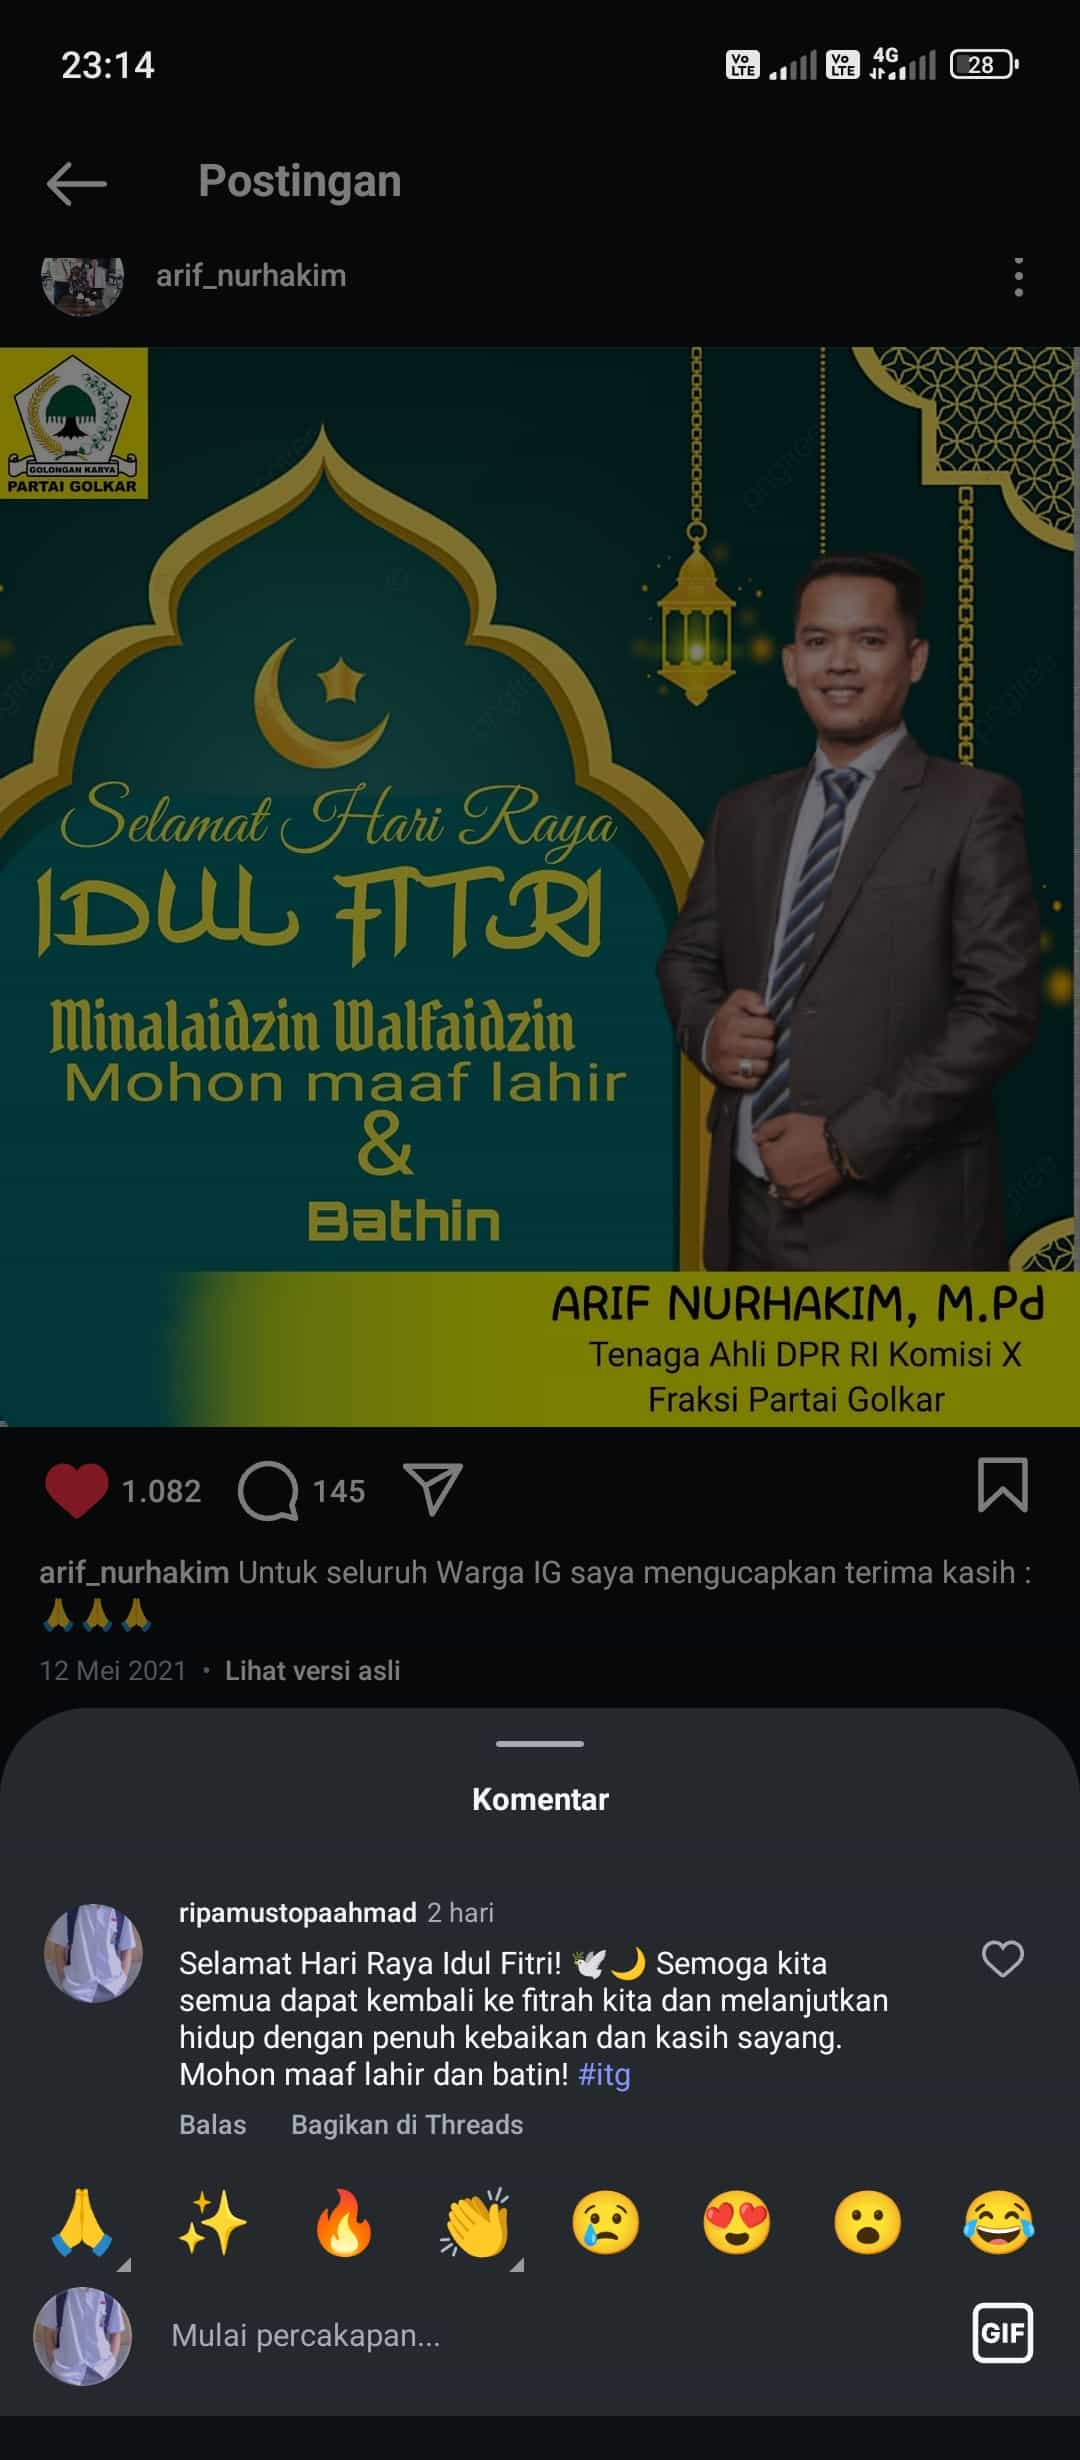 23:14
Vo
LTE
Vo
LTE
4G
28
Postingan
arif_nurhakim
GOLONGAN KARYA
PARTAI GOLKAR
Selamat Hari Raya
IDUL FITRI
Minalaidzin Walfaidzin
Mohon maaf lahir
&
Bathin
ARIF NURHAKIM, M.Pd
Tenaga Ahli DPR RI Komisi X
Fraksi Partai Golkar
1.082
145
arif_nurhakim Untuk seluruh Warga IG saya mengucapkan terima kasih :
🙏🙏🙏
12 Mei 2021 • Lihat versi asli
Komentar
ripamustopaahmad 2 hari
Selamat Hari Raya Idul Fitri! 🕊️🌙 Semoga kita
semua dapat kembali ke fitrah kita dan melanjutkan
hidup dengan penuh kebaikan dan kasih sayang.
Mohon maaf lahir dan batin! #itg
Balas Bagikan di Threads
🙏 ✨ 🔥 👏 😢 😍 😮 😂
Mulai percakapan...
GIF